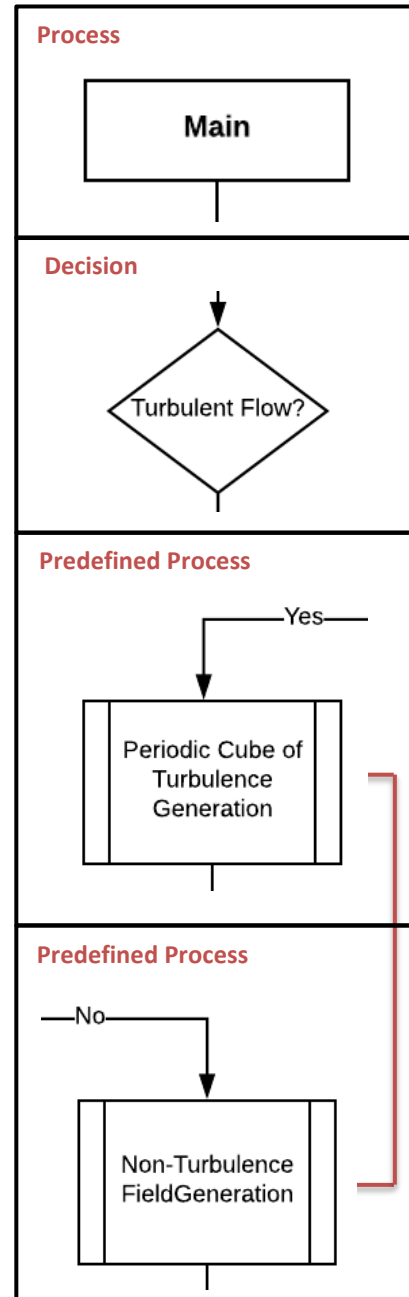 Process
Main
Decision
Turbulent Flow?
Predefined Process
Yes
Periodic Cube of
Turbulence
Generation
Predefined Process
No
Non-Turbulence
FieldGeneration